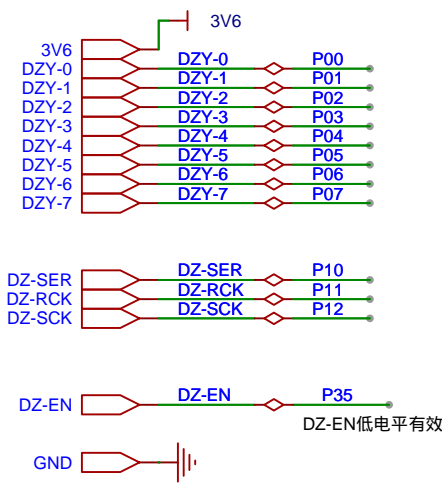 3V6
3V6
DZY-0 DZY-0 P00
DZY-1 DZY-1 P01
DZY-2 DZY-2 P02
DZY-3 DZY-3 P03
DZY-4 DZY-4 P04
DZY-5 DZY-5 P05
DZY-6 DZY-6 P06
DZY-7 DZY-7 P07
DZ-SER DZ-SER P10
DZ-RCK DZ-RCK P11
DZ-SCK DZ-SCK P12
DZ-EN DZ-EN P35
DZ-EN低电平有效
GND